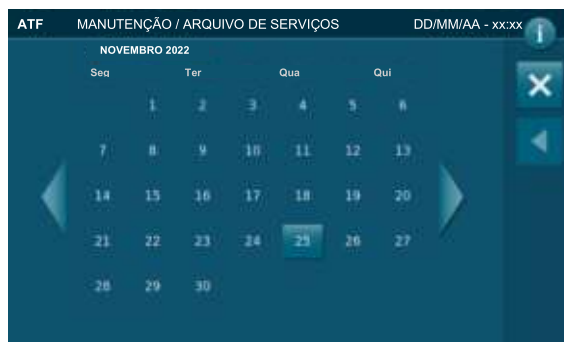 ATF MANUTENÇÃO / ARQUIVO DE SERVIÇOS DD/MM/AA - xx:xx i
NOVEMBRO 2022
Seg Ter Qua Qui
1 2 3 4 5 6
7 8 9 10 11 12 13
14 15 16 17 18 19 20
21 22 23 24 25 26 27
28 29 30